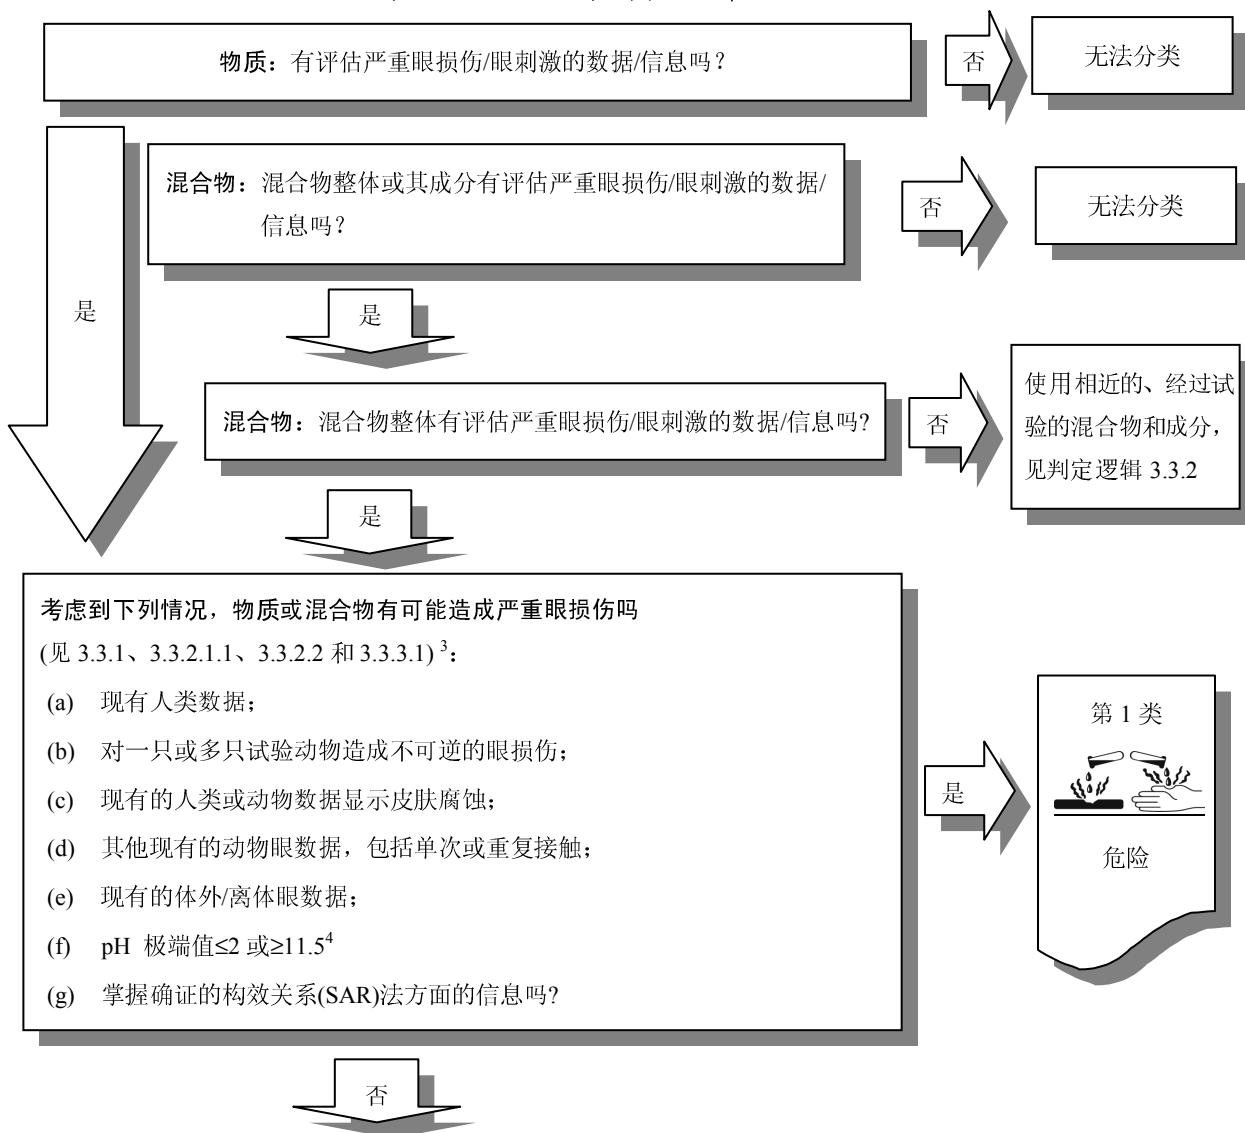 物质：有评估严重眼损伤/眼刺激的数据/信息吗？
否
无法分类
混合物：混合物整体或其成分有评估严重眼损伤/眼刺激的数据/
信息吗？
否
无法分类
是
是
混合物：混合物整体有评估严重眼损伤/眼刺激的数据/信息吗?
否
使用相近的、经过试
验的混合物和成分，
见判定逻辑 3.3.2
是
考虑到下列情况，物质或混合物有可能造成严重眼损伤吗
(见 3.3.1、3.3.2.1.1、3.3.2.2 和 3.3.3.1) 3：
(a) 现有人类数据；
(b) 对一只或多只试验动物造成不可逆的眼损伤；
(c) 现有的人类或动物数据显示皮肤腐蚀；
(d) 其他现有的动物眼数据，包括单次或重复接触；
(e) 现有的体外/离体眼数据；
(f) pH 极端值≤2 或≥11.5⁴
(g) 掌握确证的构效关系(SAR)法方面的信息吗?
是
第 1 类
危险
否